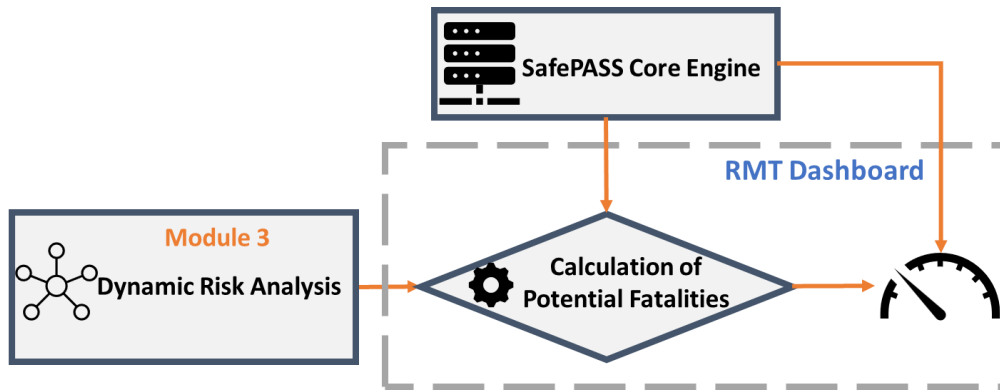 SafePASS Core Engine
RMT Dashboard
Module 3
Dynamic Risk Analysis
Calculation of
Potential Fatalities